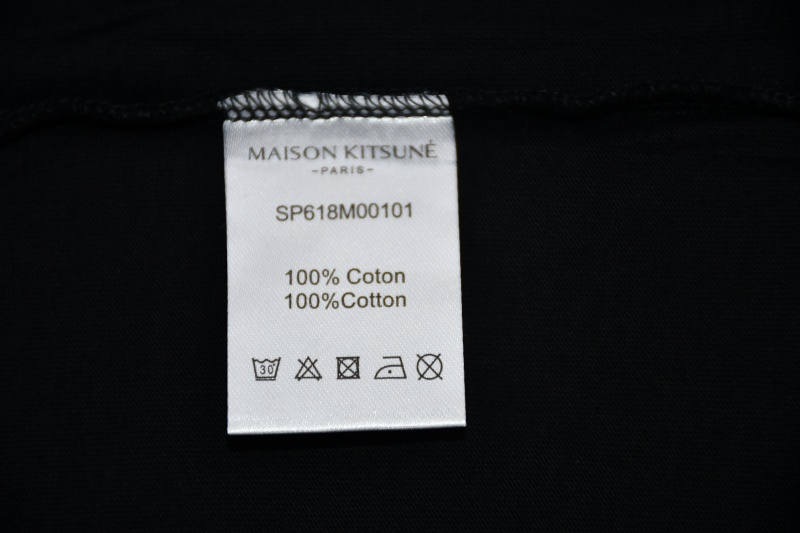 MAISON KITSUNÉ
-PARIS-
SP618M00101
100% Coton
100%Cotton
30